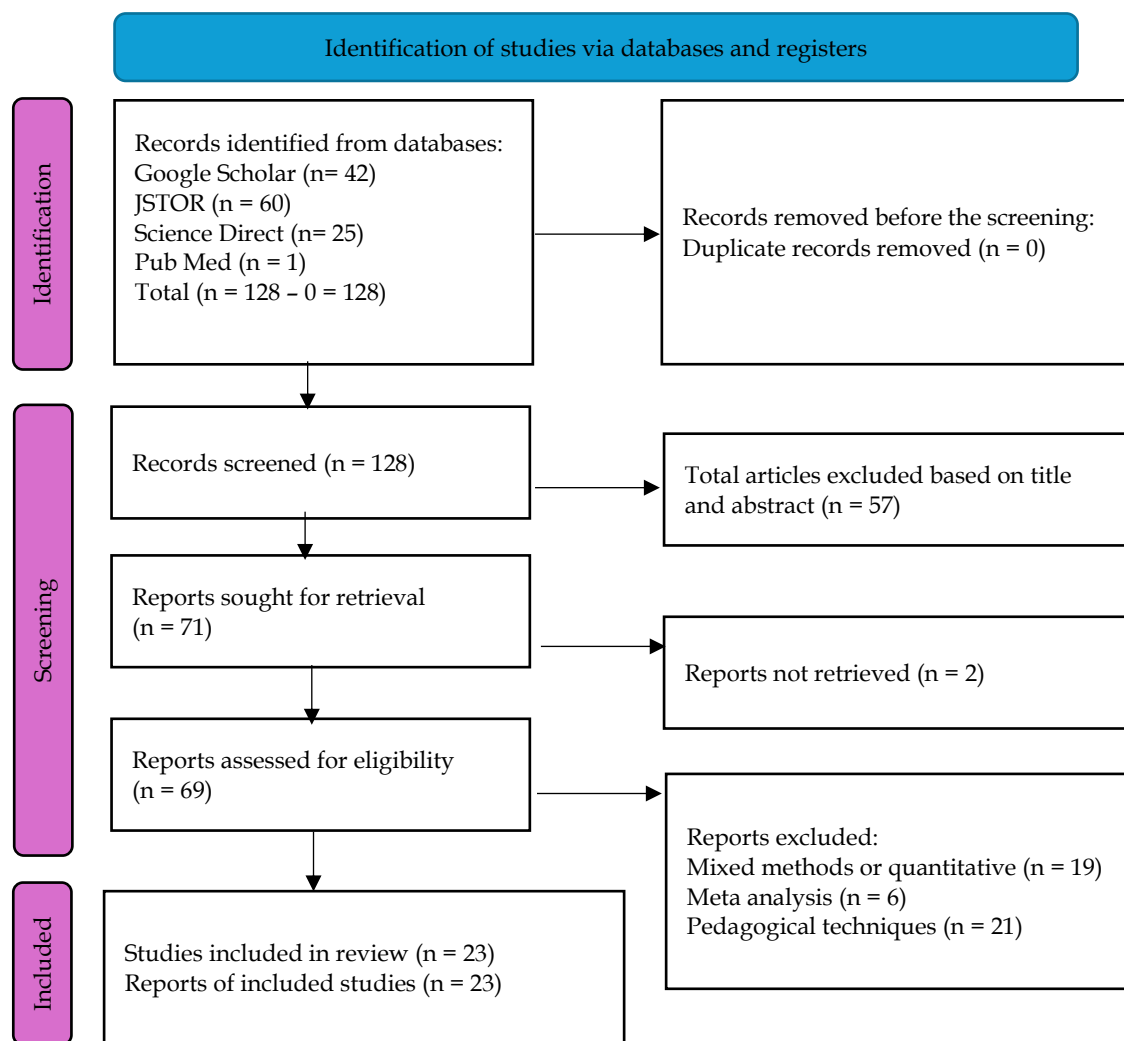 Identification of studies via databases and registers
Identification
Records identified from databases:
Google Scholar (n= 42)
JSTOR (n = 60)
Science Direct (n= 25)
Pub Med (n = 1)
Total (n = 128 – 0 = 128)
Records removed before the screening:
Duplicate records removed (n = 0)
Screening
Records screened (n = 128)
Total articles excluded based on title
and abstract (n = 57)
Reports sought for retrieval
(n = 71)
Reports not retrieved (n = 2)
Reports assessed for eligibility
(n = 69)
Reports excluded:
Mixed methods or quantitative (n = 19)
Meta analysis (n = 6)
Pedagogical techniques (n = 21)
Included
Studies included in review (n = 23)
Reports of included studies (n = 23)